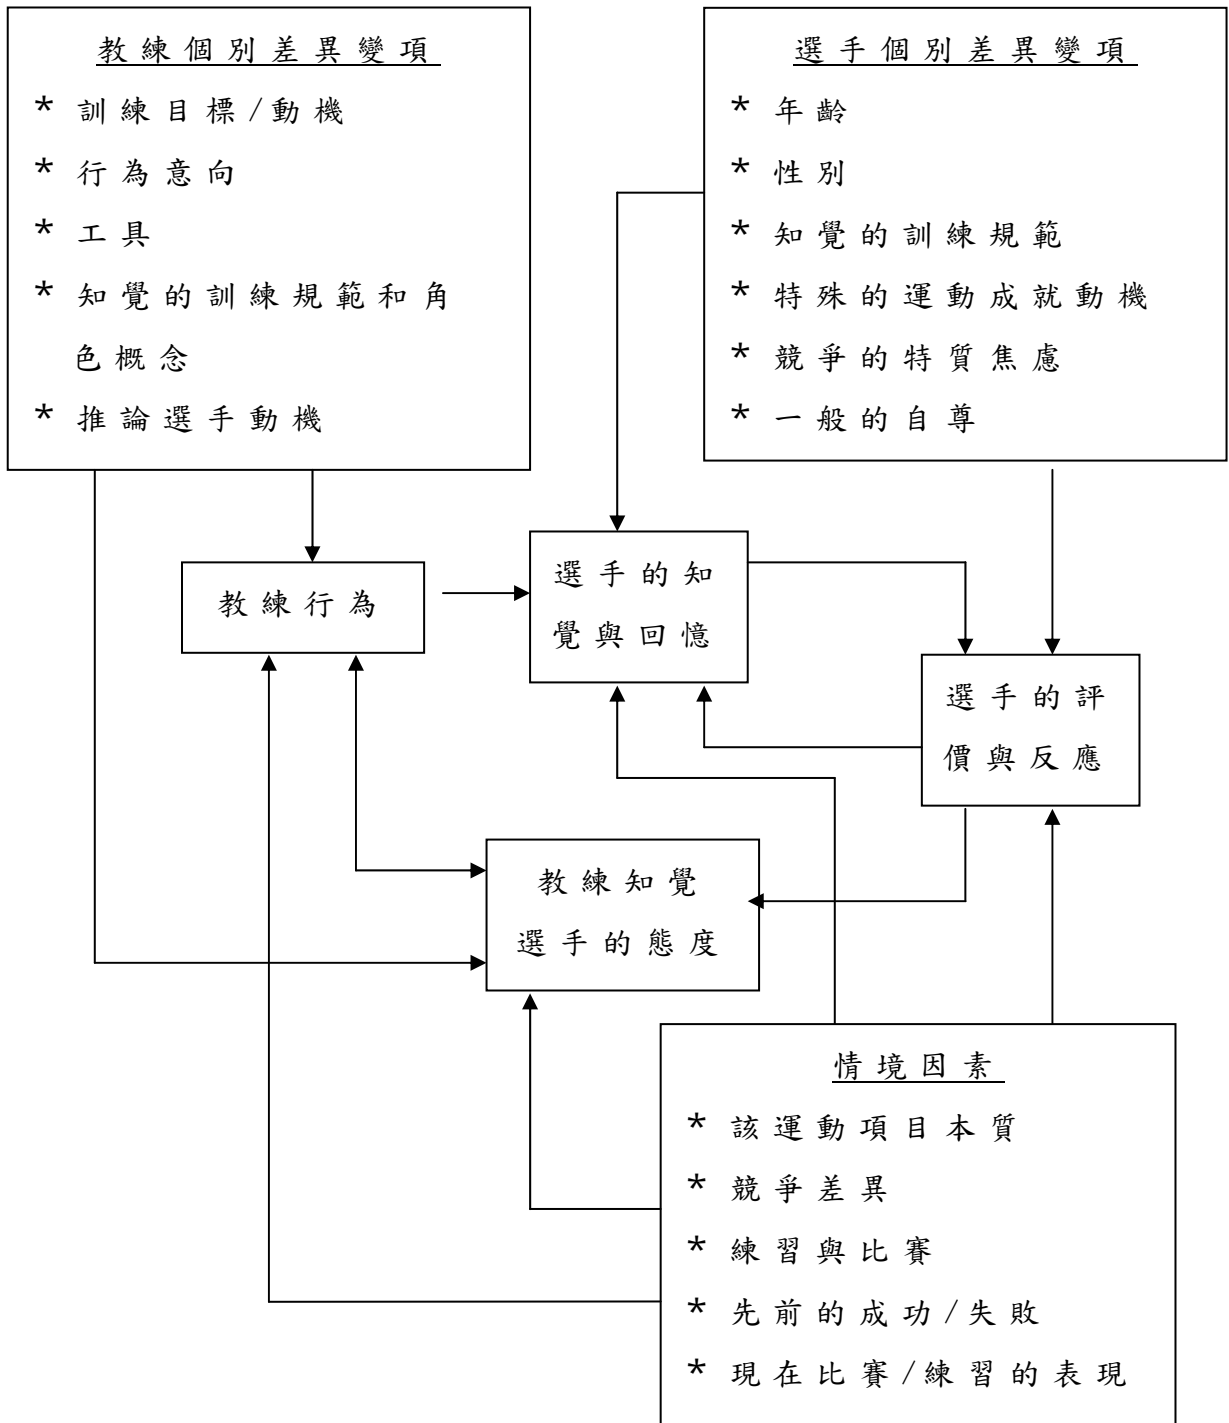 教練個別差異變項
* 訓練目標/動機
* 行為意向
* 工具
* 知覺的訓練規範和角
色概念
* 推論選手動機
選手個別差異變項
* 年齡
* 性別
* 知覺的訓練規範
* 特殊的運動成就動機
* 競爭的特質焦慮
* 一般的自尊
教練行為
選手的知
覺與回憶
選手的評
價與反應
教練知覺
選手的態度
情境因素
* 該運動項目本質
* 競爭差異
* 練習與比賽
* 先前的成功/失敗
* 現在比賽/練習的表現